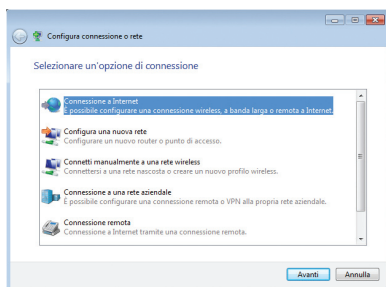 Configura connessione o rete
Selezionare un'opzione di connessione
Connessione a Internet
È possibile configurare una connessione wireless, a banda larga o remota a Internet.
Configura una nuova rete
Configurare un nuovo router o punto di accesso.
Connetti manualmente a una rete wireless
Connettersi a una rete nascosta o creare un nuovo profilo wireless.
Connessione a una rete aziendale
È possibile configurare una connessione remota o VPN alla propria rete aziendale.
Connessione remota
Connessione a Internet tramite una connessione remota.
Avanti
Annulla